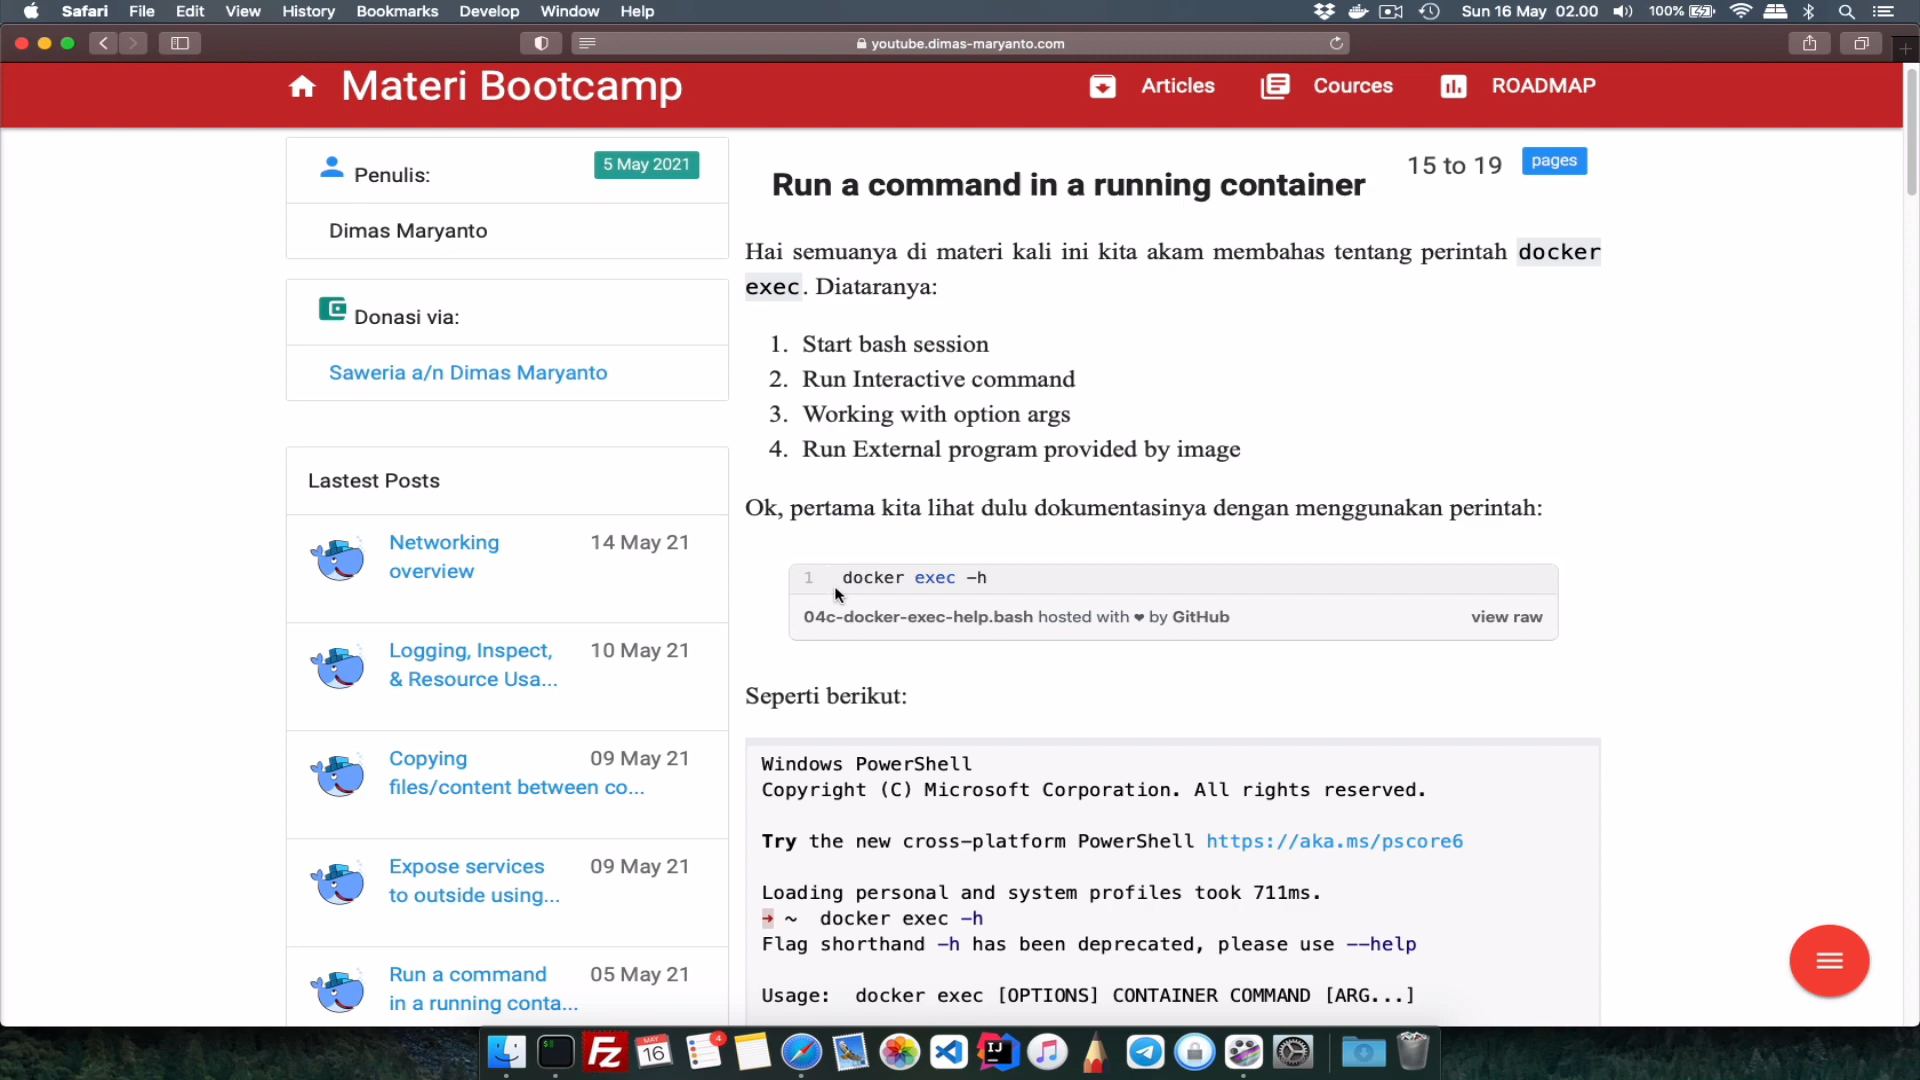 Safari File Edit View History Bookmarks Develop Window Help Sun 16 May 02.00 100%
youtube.dimas-maryanto.com
Materi Bootcamp Articles Cources ROADMAP
Penulis: 5 May 2021
Dimas Maryanto
Donasi via:
Saweria a/n Dimas Maryanto
Lastest Posts
Networking 14 May 21
overview
Logging, Inspect, 10 May 21
& Resource Usa...
Copying 09 May 21
files/content between co...
Expose services 09 May 21
to outside using...
Run a command 05 May 21
in a running conta...
Run a command in a running container
15 to 19 pages
Hai semuanya di materi kali ini kita akam membahas tentang perintah docker
exec. Diataranya:
1. Start bash session
2. Run Interactive command
3. Working with option args
4. Run External program provided by image
Ok, pertama kita lihat dulu dokumentasinya dengan menggunakan perintah:
1 docker exec -h
04c-docker-exec-help.bash hosted with ❤ by GitHub view raw
Seperti berikut:
Windows PowerShell
Copyright (C) Microsoft Corporation. All rights reserved.
Try the new cross-platform PowerShell https://aka.ms/pscore6
Loading personal and system profiles took 711ms.
➜ ~ docker exec -h
Flag shorthand -h has been deprecated, please use --help
Usage: docker exec [OPTIONS] CONTAINER COMMAND [ARG...]
MAY
16
4
IJ